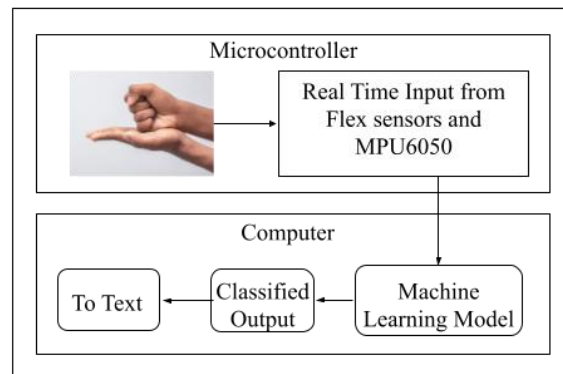 Microcontroller
Real Time Input from
Flex sensors and
MPU6050
Computer
To Text
Classified
Output
Machine
Learning Model